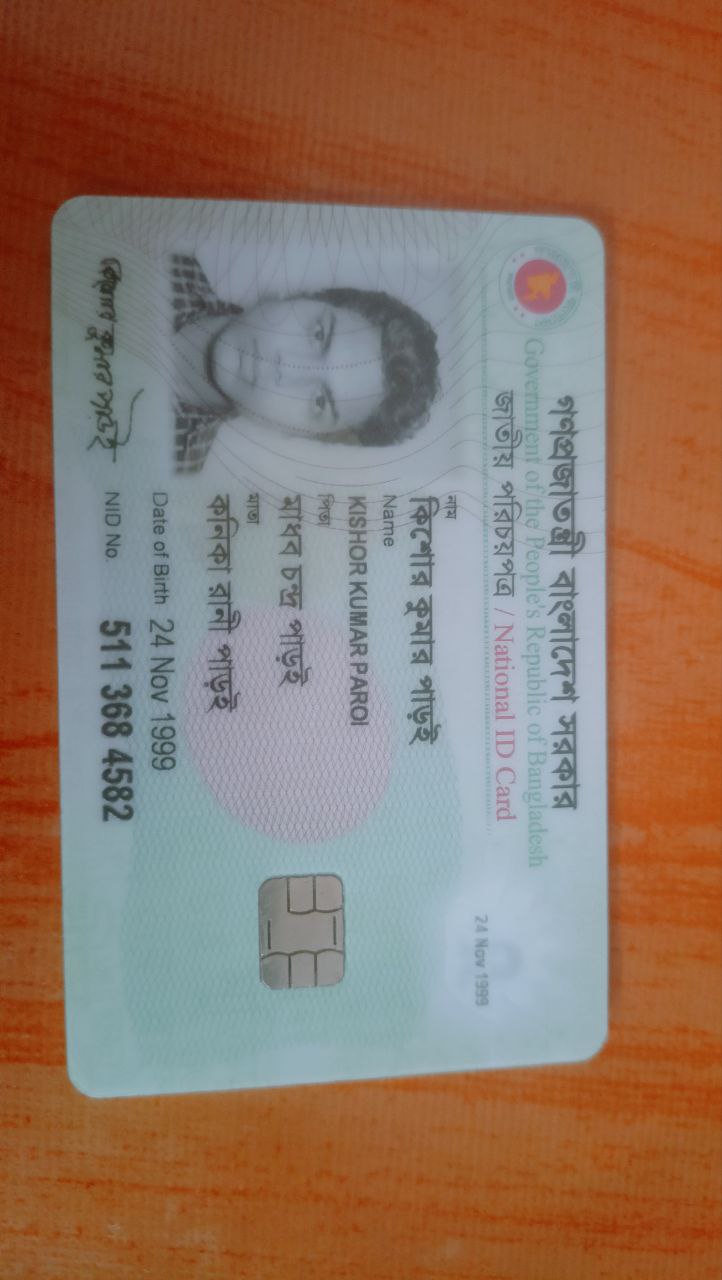 গণপ্রজাতন্ত্রী বাংলাদেশ সরকার
Government of the People's Republic of Bangladesh
জাতীয় পরিচয়পত্র / National ID Card
24 Nov 1999
নাম
কিশোর কুমার পাড়ই
Name
KISHOR KUMAR PAROI
পিতা
মাধব চন্দ্র পাড়ই
মাতা
কনিকা রানী পাড়ই
Date of Birth 24 Nov 1999
NID No. 511 368 4582
কিশোর কুমার পাড়ই